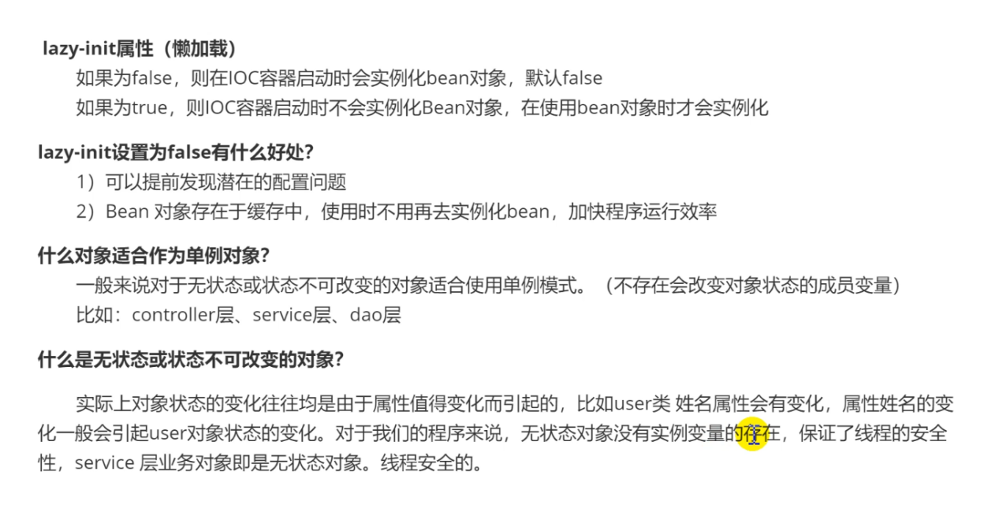 lazy-init属性（懒加载）
如果为false，则在IOC容器启动时会实例化bean对象，默认false
如果为true，则IOC容器启动时不会实例化Bean对象，在使用bean对象时才会实例化
lazy-init设置为false有什么好处？
1）可以提前发现潜在的配置问题
2）Bean 对象存在于缓存中，使用时不用再去实例化bean，加快程序运行效率
什么对象适合作为单例对象？
一般来说对于无状态或状态不可改变的对象适合使用单例模式。（不存在会改变对象状态的成员变量）
比如：controller层、service层、dao层
什么是无状态或状态不可改变的对象？
实际上对象状态的变化往往均是由于属性值得变化而引起的，比如user类 姓名属性会有变化，属性姓名的变
化一般会引起user对象状态的变化。对于我们的程序来说，无状态对象没有实例变量的存在，保证了线程的安全
性，service 层业务对象即是无状态对象。线程安全的。